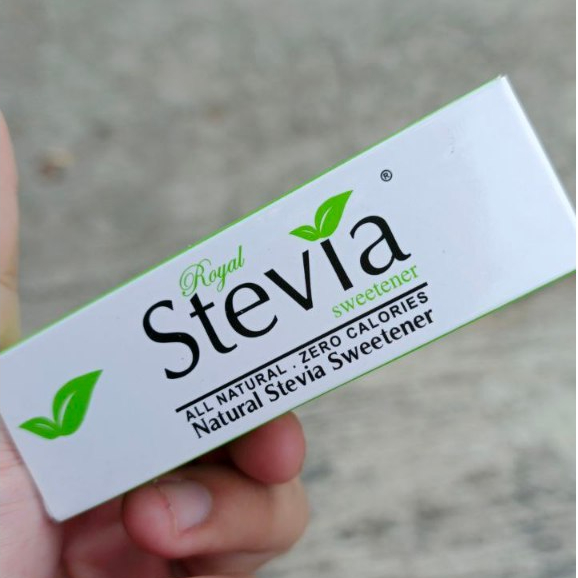 Royal
Stevia ®
sweetener
ALL NATURAL . ZERO CALORIES
Natural Stevia Sweetener